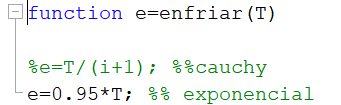 function e=enfriar(T)
%e=T/(i+1); %%cauchy
e=0.95*T; %% exponencial